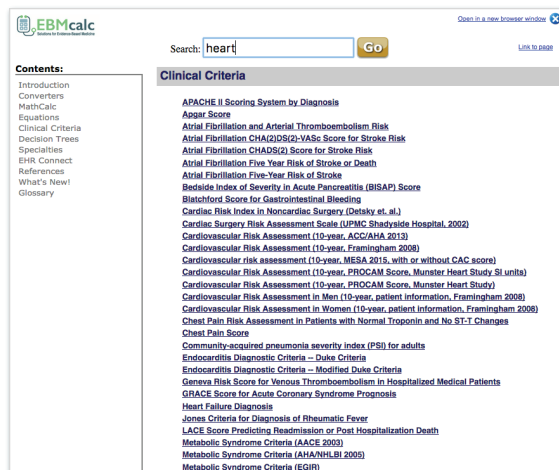 EBMcalc
Solutions for Evidence-Based Medicine
Open in a new browser window
Search: heart
Go
Link to page
Contents:
Introduction
Converters
MathCalc
Equations
Clinical Criteria
Decision Trees
Specialties
EHR Connect
References
What's New!
Glossary
Clinical Criteria
APACHE II Scoring System by Diagnosis
Apgar Score
Atrial Fibrillation and Arterial Thromboembolism Risk
Atrial Fibrillation CHA(2)DS(2)-VASc Score for Stroke Risk
Atrial Fibrillation CHADS(2) Score for Stroke Risk
Atrial Fibrillation Five Year Risk of Stroke or Death
Atrial Fibrillation Five-Year Risk of Stroke
Bedside Index of Severity in Acute Pancreatitis (BISAP) Score
Blatchford Score for Gastrointestinal Bleeding
Cardiac Risk Index in Noncardiac Surgery (Detsky et. al.)
Cardiac Surgery Risk Assessment Scale (UPMC Shadyside Hospital, 2002)
Cardiovascular Risk Assessment (10-year, ACC/AHA 2013)
Cardiovascular Risk Assessment (10-year, Framingham 2008)
Cardiovascular risk assessment (10-year, MESA 2015, with or without CAC score)
Cardiovascular Risk Assessment (10-year, PROCAM Score, Munster Heart Study SI units)
Cardiovascular Risk Assessment (10-year, PROCAM Score, Munster Heart Study)
Cardiovascular Risk Assessment in Men (10-year, patient information, Framingham 2008)
Cardiovascular Risk Assessment in Women (10-year, patient information, Framingham 2008)
Chest Pain Risk Assessment in Patients with Normal Troponin and No ST-T Changes
Chest Pain Score
Community-acquired pneumonia severity index (PSI) for adults
Endocarditis Diagnostic Criteria -- Duke Criteria
Endocarditis Diagnostic Criteria -- Modified Duke Criteria
Geneva Risk Score for Venous Thromboembolism in Hospitalized Medical Patients
GRACE Score for Acute Coronary Syndrome Prognosis
Heart Failure Diagnosis
Jones Criteria for Diagnosis of Rheumatic Fever
LACE Score Predicting Readmission or Post Hospitalization Death
Metabolic Syndrome Criteria (AACE 2003)
Metabolic Syndrome Criteria (AHA/NHLBI 2005)
Metabolic Syndrome Criteria (EGIR)